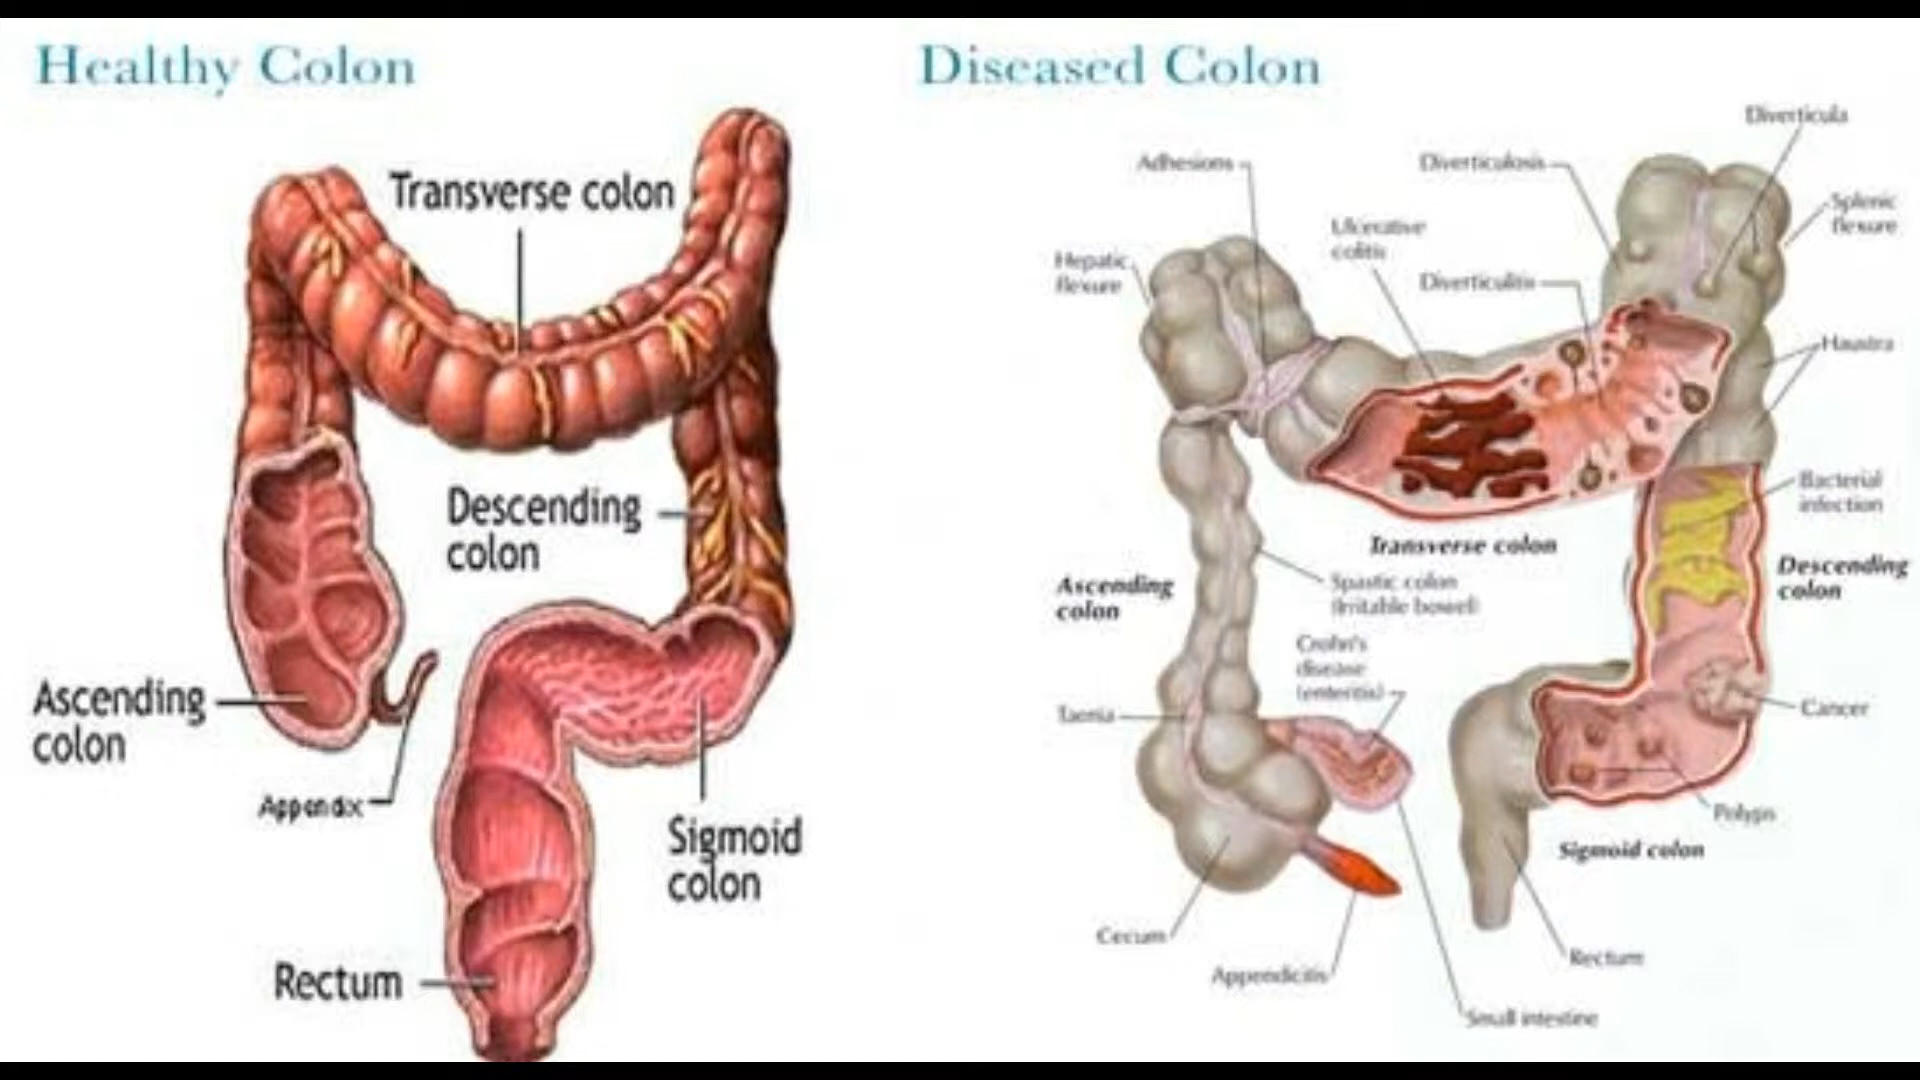 Healthy Colon
Transverse colon
Descending
colon
Ascending
colon
Appendix
Sigmoid
colon
Rectum
Diseased Colon
Diverticula
Adhesions
Diverticulosis
Splenic
flexure
Ulcerative
colitis
Hepatic
flexure
Diverticulitis
Haustra
Bacterial
infection
Transverse colon
Descending
colon
Ascending
colon
Spastic colon
(Irritable bowel)
Crohn's
disease
(enteritis)
Taenia
Cancer
Polyps
Sigmoid colon
Cecum
Appendicitis
Rectum
Small intestine